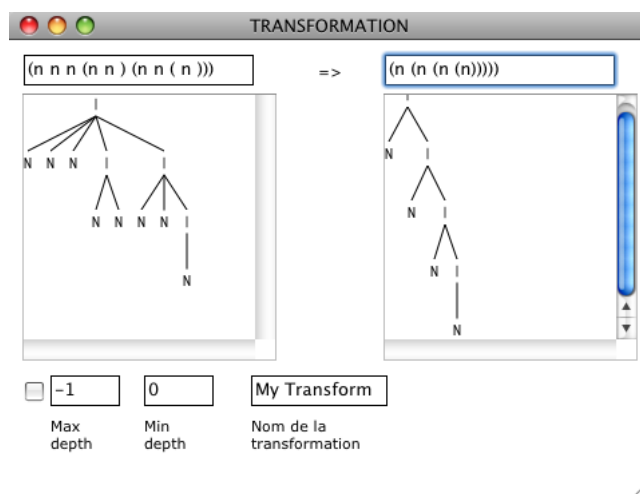 TRANSFORMATION
(n n n (n n ) (n n ( n )))
=>
(n (n (n (n)))))
N N N
N N N N
N
N
N
N
N
-1
0
My Transform
Max
depth
Min
depth
Nom de la
transformation